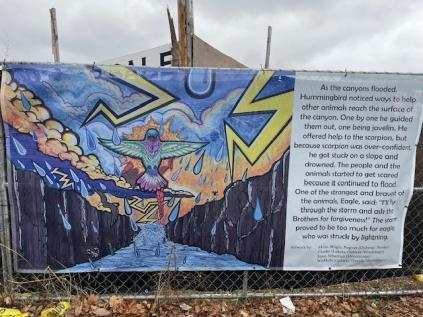 ALE
As the canyons flooded,
Hummingbird noticed ways to help
other animals reach the surface of
the canyon. One by one he guided
them out, one being javelin. He
offered help to the scorpion, but
because scorpion was over-confident,
he got stuck on a slope and
drowned. The people and the
animals started to get scared
because it continued to flood.
One of the strongest and bravest of
the animals, Eagle, said: "I'll fly
through the storm and ask the
Brothers for forgiveness!" The storm
proved to be too much for eagle
who was struck by lightning.
Artwork by: